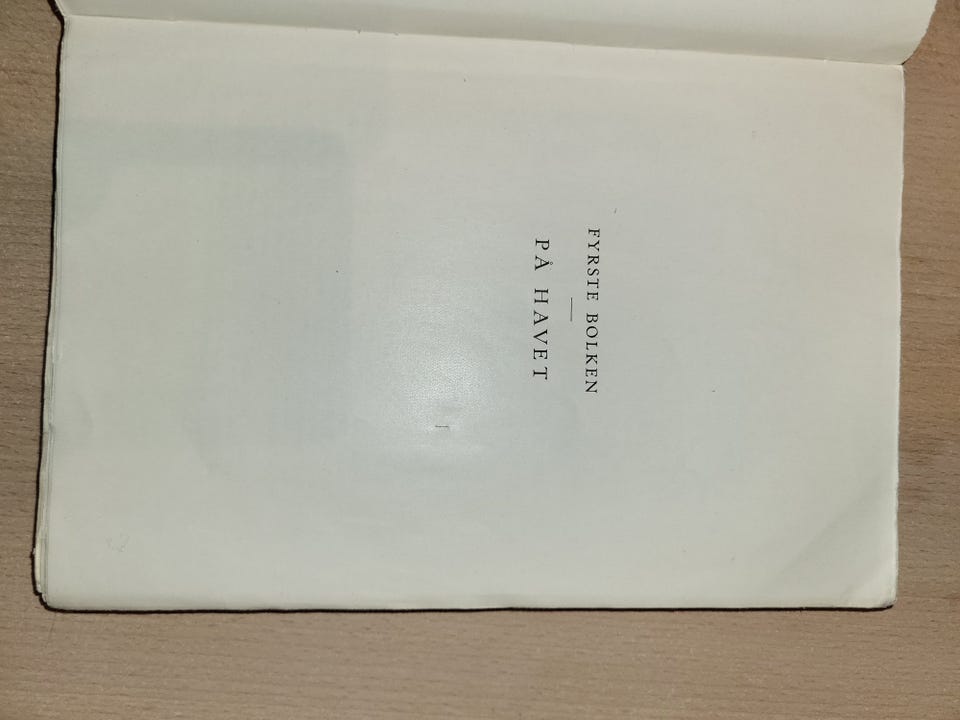 FYRSTE BOLKEN
PÅ HAVET